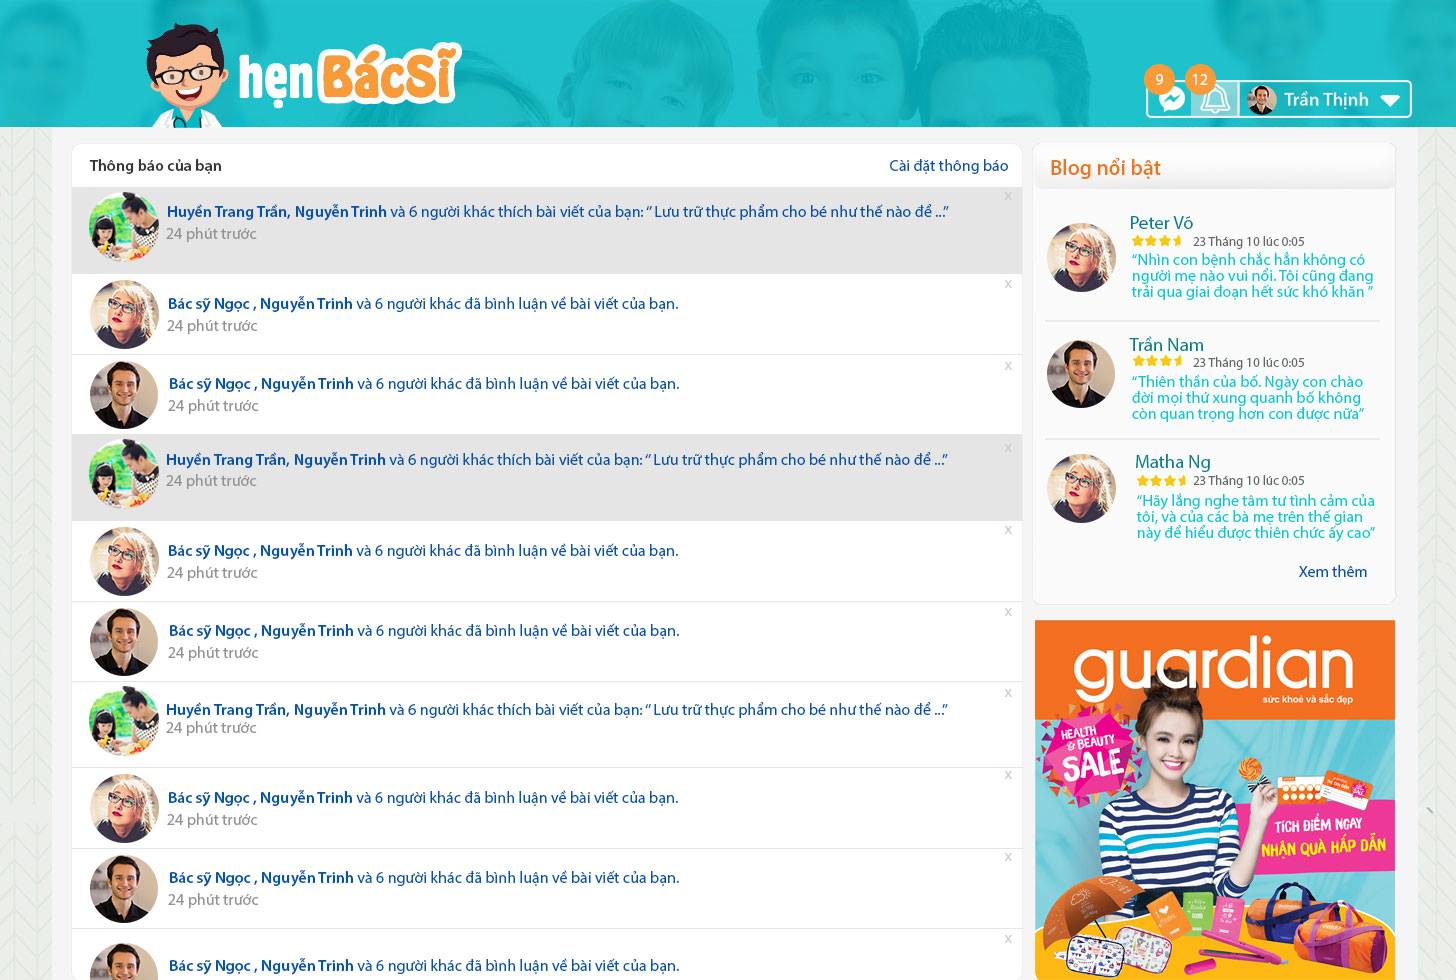 hẹn BácSĩ
9
12
Trần Thịnh
Thông báo của bạn
Cài đặt thông báo
x
Huyền Trang Trần, Nguyễn Trinh và 6 người khác thích bài viết của bạn: “ Lưu trữ thực phẩm cho bé như thế nào để ...”
24 phút trước
x
Bác sỹ Ngọc , Nguyễn Trinh và 6 người khác đã bình luận về bài viết của bạn.
24 phút trước
x
Bác sỹ Ngọc , Nguyễn Trinh và 6 người khác đã bình luận về bài viết của bạn.
24 phút trước
x
Huyền Trang Trần, Nguyễn Trinh và 6 người khác thích bài viết của bạn: “ Lưu trữ thực phẩm cho bé như thế nào để ...”
24 phút trước
x
Bác sỹ Ngọc , Nguyễn Trinh và 6 người khác đã bình luận về bài viết của bạn.
24 phút trước
x
Bác sỹ Ngọc , Nguyễn Trinh và 6 người khác đã bình luận về bài viết của bạn.
24 phút trước
x
Huyền Trang Trần, Nguyễn Trinh và 6 người khác thích bài viết của bạn: “ Lưu trữ thực phẩm cho bé như thế nào để ...”
24 phút trước
x
Bác sỹ Ngọc , Nguyễn Trinh và 6 người khác đã bình luận về bài viết của bạn.
24 phút trước
x
Bác sỹ Ngọc , Nguyễn Trinh và 6 người khác đã bình luận về bài viết của bạn.
24 phút trước
x
Bác sỹ Ngọc , Nguyễn Trinh và 6 người khác đã bình luận về bài viết của bạn.
Blog nổi bật
Peter Võ
23 Tháng 10 lúc 0:05
“Nhìn con bệnh chắc hẳn không có
người mẹ nào vui nổi. Tôi cũng đang
trải qua giai đoạn hết sức khó khăn ”
Trần Nam
23 Tháng 10 lúc 0:05
“Thiên thần của bố. Ngày con chào
đời mọi thứ xung quanh bố không
còn quan trọng hơn con được nữa”
Matha Ng
23 Tháng 10 lúc 0:05
“Hãy lắng nghe tâm tư tình cảm của
tôi, và của các bà mẹ trên thế gian
này để hiểu được thiên chức ấy cao”
Xem thêm
guardian
sức khoẻ và sắc đẹp
HEALTH
& BEAUTY
SALE
TÍCH ĐIỂM NGAY
NHẬN QUÀ HẤP DẪN